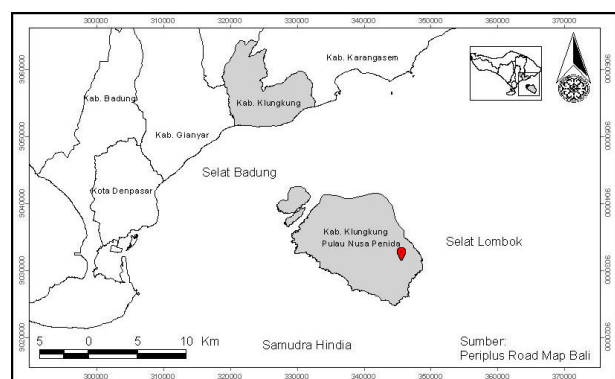 300000 310000 320000 330000 340000 350000 360000 370000
Kab. Karangasem
Kab. Badung
Kab. Klungkung
Kab. Gianyar
Selat Badung
Kota Denpasar
Kab. Klungkung
Pulau Nusa Penida
Selat Lombok
5 0 5 10 Km
Samudra Hindia
Sumber:
Periplus Road Map Bali
300000 310000 320000 330000 340000 350000 360000 370000